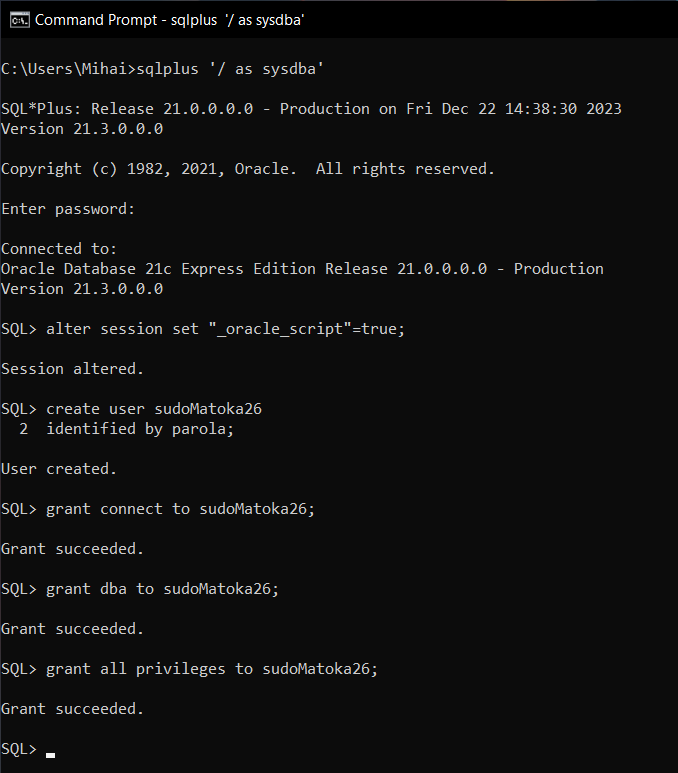 Command Prompt - sqlplus '/ as sysdba'
C:\Users\Mihai>sqlplus '/ as sysdba'
SQL*Plus: Release 21.0.0.0.0 - Production on Fri Dec 22 14:38:30 2023
Version 21.3.0.0.0
Copyright (c) 1982, 2021, Oracle.  All rights reserved.
Enter password:
Connected to:
Oracle Database 21c Express Edition Release 21.0.0.0.0 - Production
Version 21.3.0.0.0
SQL> alter session set "_oracle_script"=true;
Session altered.
SQL> create user sudoMatoka26
  2  identified by parola;
User created.
SQL> grant connect to sudoMatoka26;
Grant succeeded.
SQL> grant dba to sudoMatoka26;
Grant succeeded.
SQL> grant all privileges to sudoMatoka26;
Grant succeeded.
SQL>